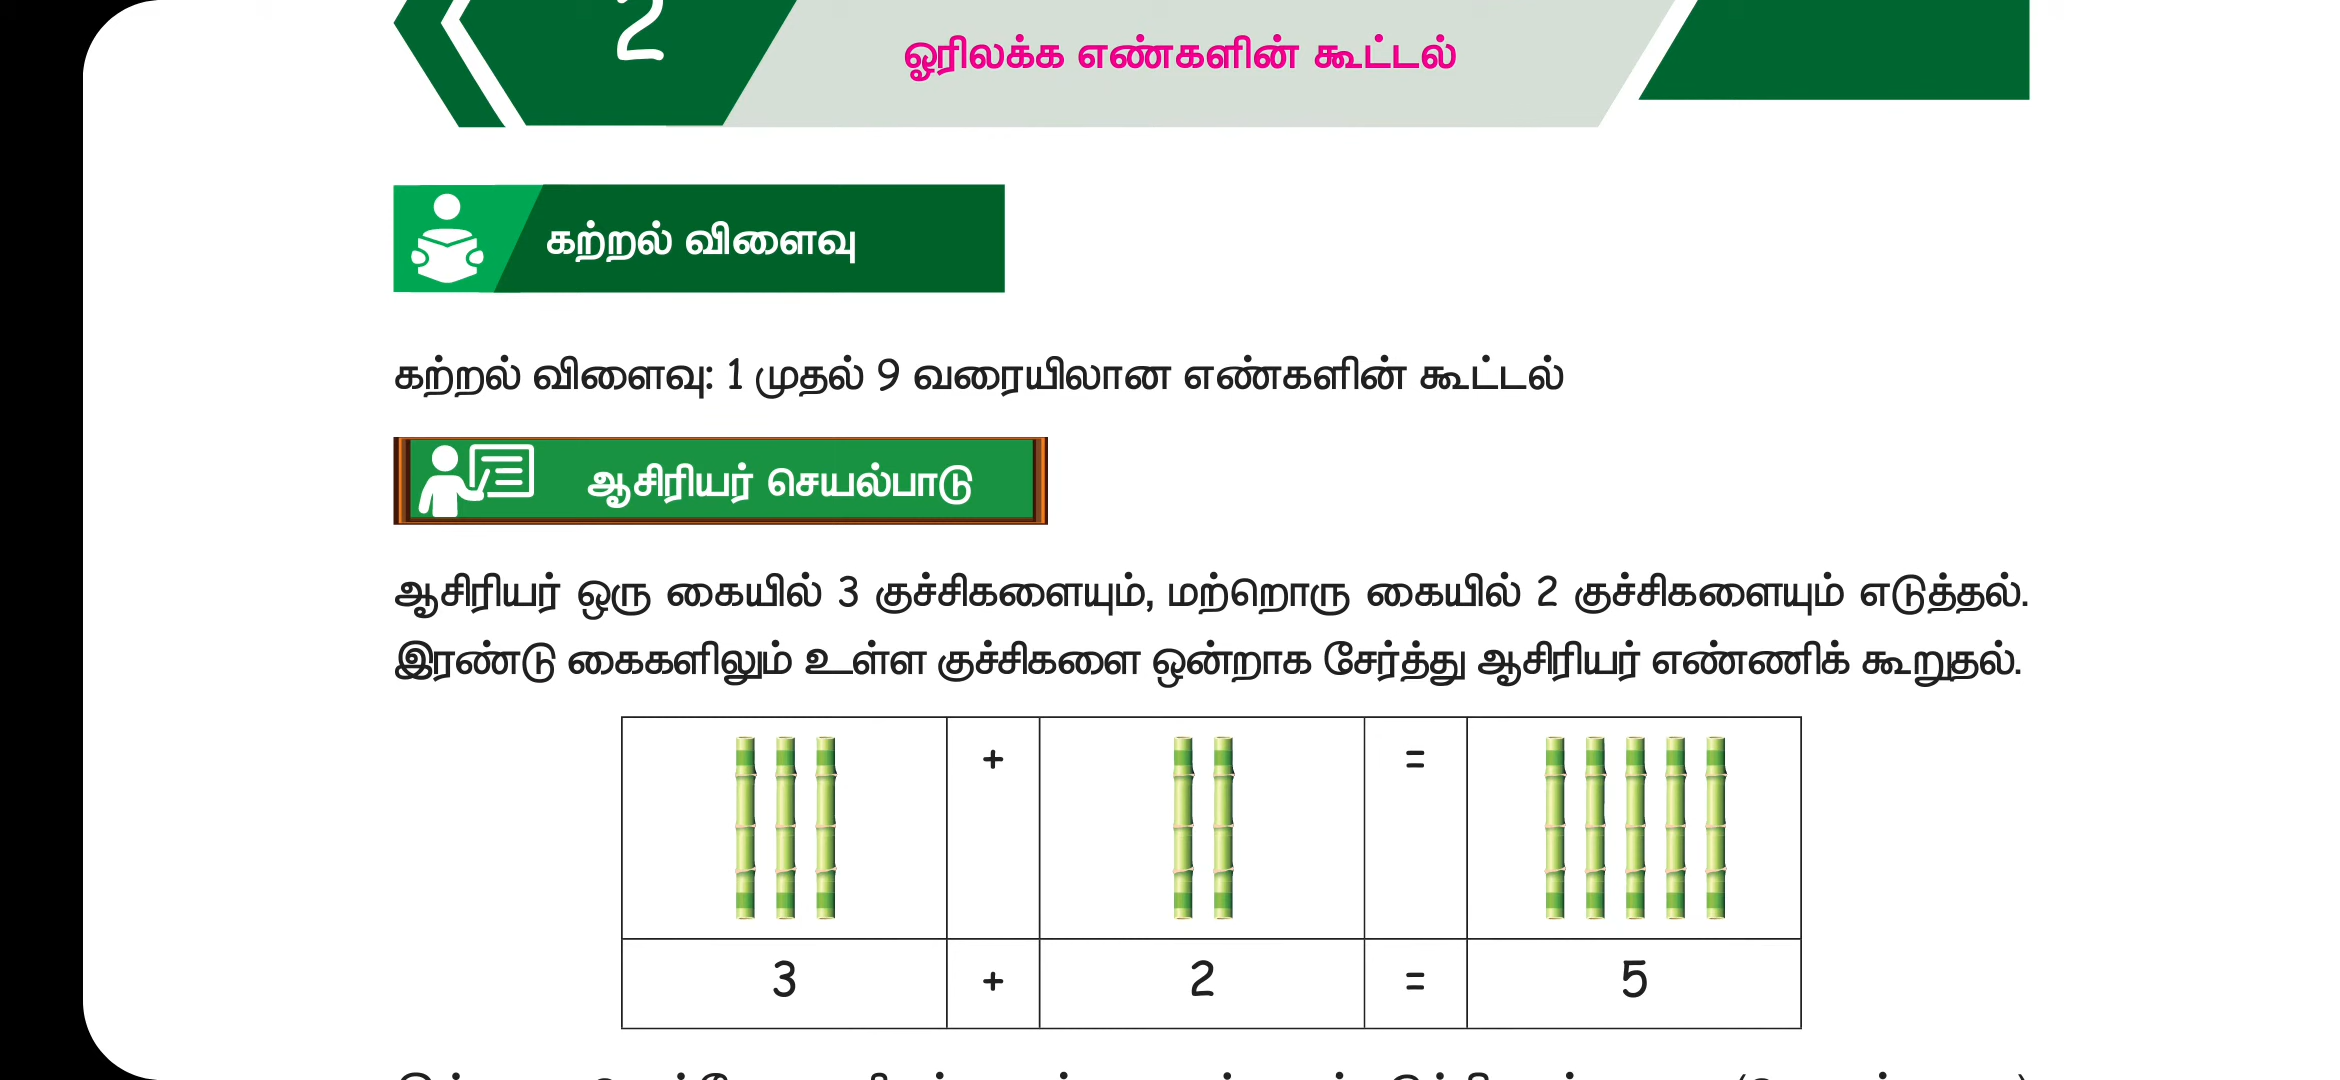 2
ஓரிலக்க எண்களின் கூட்டல்
கற்றல் விளைவு
கற்றல் விளைவு: 1 முதல் 9 வரையிலான எண்களின் கூட்டல்
ஆசிரியர் செயல்பாடு
ஆசிரியர் ஒரு கையில் 3 குச்சிகளையும், மற்றொரு கையில் 2 குச்சிகளையும் எடுத்தல்.
இரண்டு கைகளிலும் உள்ள குச்சிகளை ஒன்றாக சேர்த்து ஆசிரியர் எண்ணிக் கூறுதல்.
+ =
3 + 2 = 5